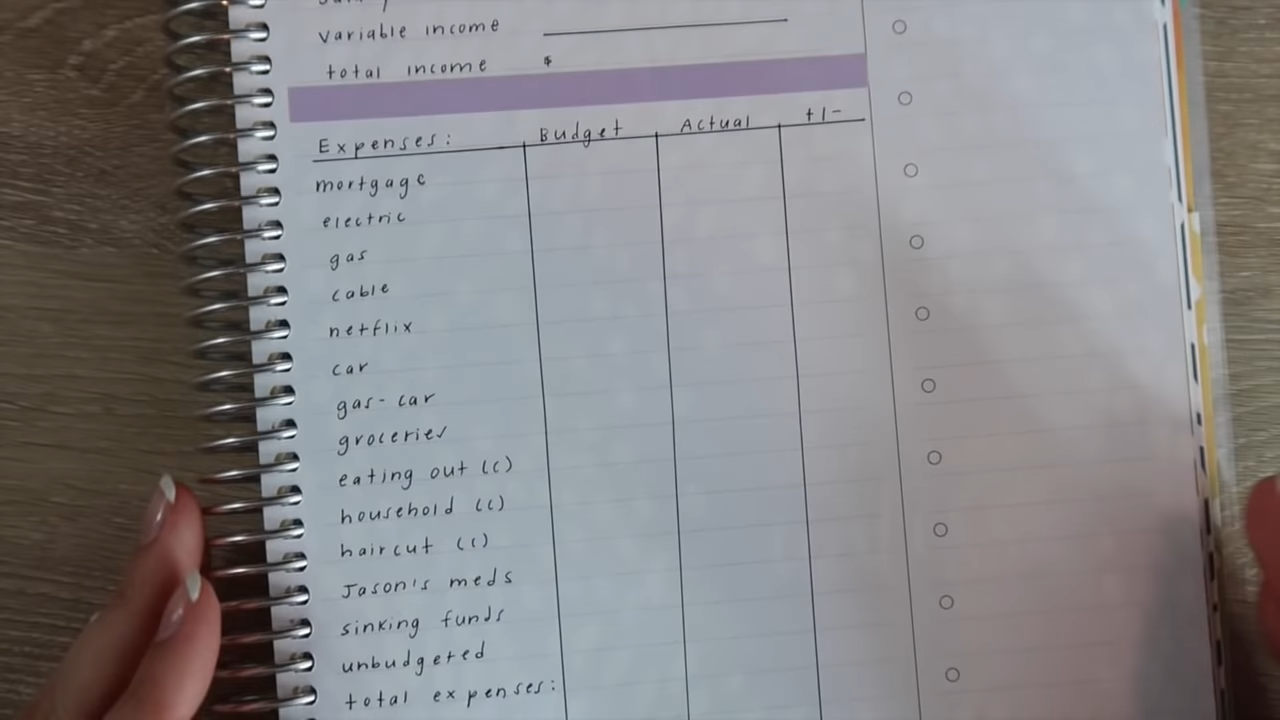 variable income
total income $
Expenses: Budget Actual +/-
mortgage
electric
gas
cable
netflix
car
gas-car
groceries
eating out (c)
household (c)
haircut (c)
Jason's meds
sinking funds
unbudgeted
total expenses: